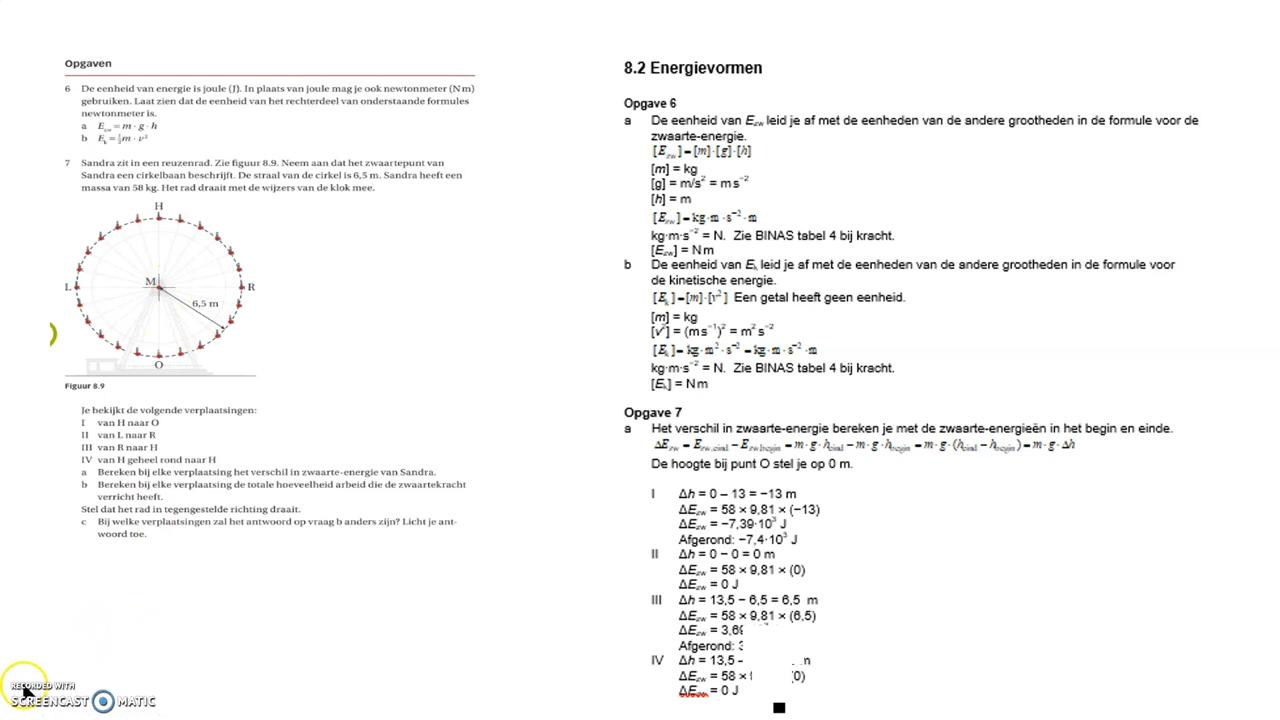 Opgaven
6 De eenheid van energie is joule (J). In plaats van joule mag je ook newtonmeter (Nm)
gebruiken. Laat zien dat de eenheid van het rechterdeel van onderstaande formules
newtonmeter is.
a E_zw = m · g · h
b E_k = ½m · v²
7 Sandra zit in een reuzenrad. Zie figuur 8.9. Neem aan dat het zwaartepunt van
Sandra een cirkelbaan beschrijft. De straal van de cirkel is 6,5 m. Sandra heeft een
massa van 58 kg. Het rad draait met de wijzers van de klok mee.
H
M
L
R
6,5 m
O
Figuur 8.9
Je bekijkt de volgende verplaatsingen:
I van H naar O
II van L naar R
III van R naar H
IV van H geheel rond naar H
a Bereken bij elke verplaatsing het verschil in zwaarte-energie van Sandra.
b Bereken bij elke verplaatsing de totale hoeveelheid arbeid die de zwaartekracht
verricht heeft.
Stel dat het rad in tegengestelde richting draait.
c Bij welke verplaatsingen zal het antwoord op vraag b anders zijn? Licht je ant-
woord toe.
RECORDED WITH
SCREENCAST MATIC
8.2 Energievormen
Opgave 6
a De eenheid van E_zw leid je af met de eenheden van de andere grootheden in de formule voor de
zwaarte-energie.
[E_zw] = [m]·[g]·[h]
[m] = kg
[g] = m/s² = m s⁻²
[h] = m
[E_zw] = kg·m·s⁻²·m
kg·m·s⁻² = N. Zie BINAS tabel 4 bij kracht.
[E_zw] = Nm
b De eenheid van E_k leid je af met de eenheden van de andere grootheden in de formule voor
de kinetische energie.
[E_k] = [m]·[v²] Een getal heeft geen eenheid.
[m] = kg
[v²] = (m s⁻¹)² = m² s⁻²
[E_k] = kg·m²·s⁻² = kg·m·s⁻²·m
kg·m·s⁻² = N. Zie BINAS tabel 4 bij kracht.
[E_k] = Nm
Opgave 7
a Het verschil in zwaarte-energie bereken je met de zwaarte-energieën in het begin en einde.
ΔE_zw = E_zw,eind − E_zw,begin = m·g·h_eind − m·g·h_begin = m·g·(h_eind − h_begin) = m·g·Δh
De hoogte bij punt O stel je op 0 m.
I Δh = 0 – 13 = −13 m
ΔE_zw = 58 × 9,81 × (−13)
ΔE_zw = −7,39·10³ J
Afgerond: −7,4·10³ J
II Δh = 0 – 0 = 0 m
ΔE_zw = 58 × 9,81 × (0)
ΔE_zw = 0 J
III Δh = 13,5 − 6,5 = 6,5 m
ΔE_zw = 58 × 9,81 × (6,5)
ΔE_zw = 3,69
Afgerond: 3
IV Δh = 13,5 –
ΔE_zw = 58 × (0)
ΔE_zw = 0 J